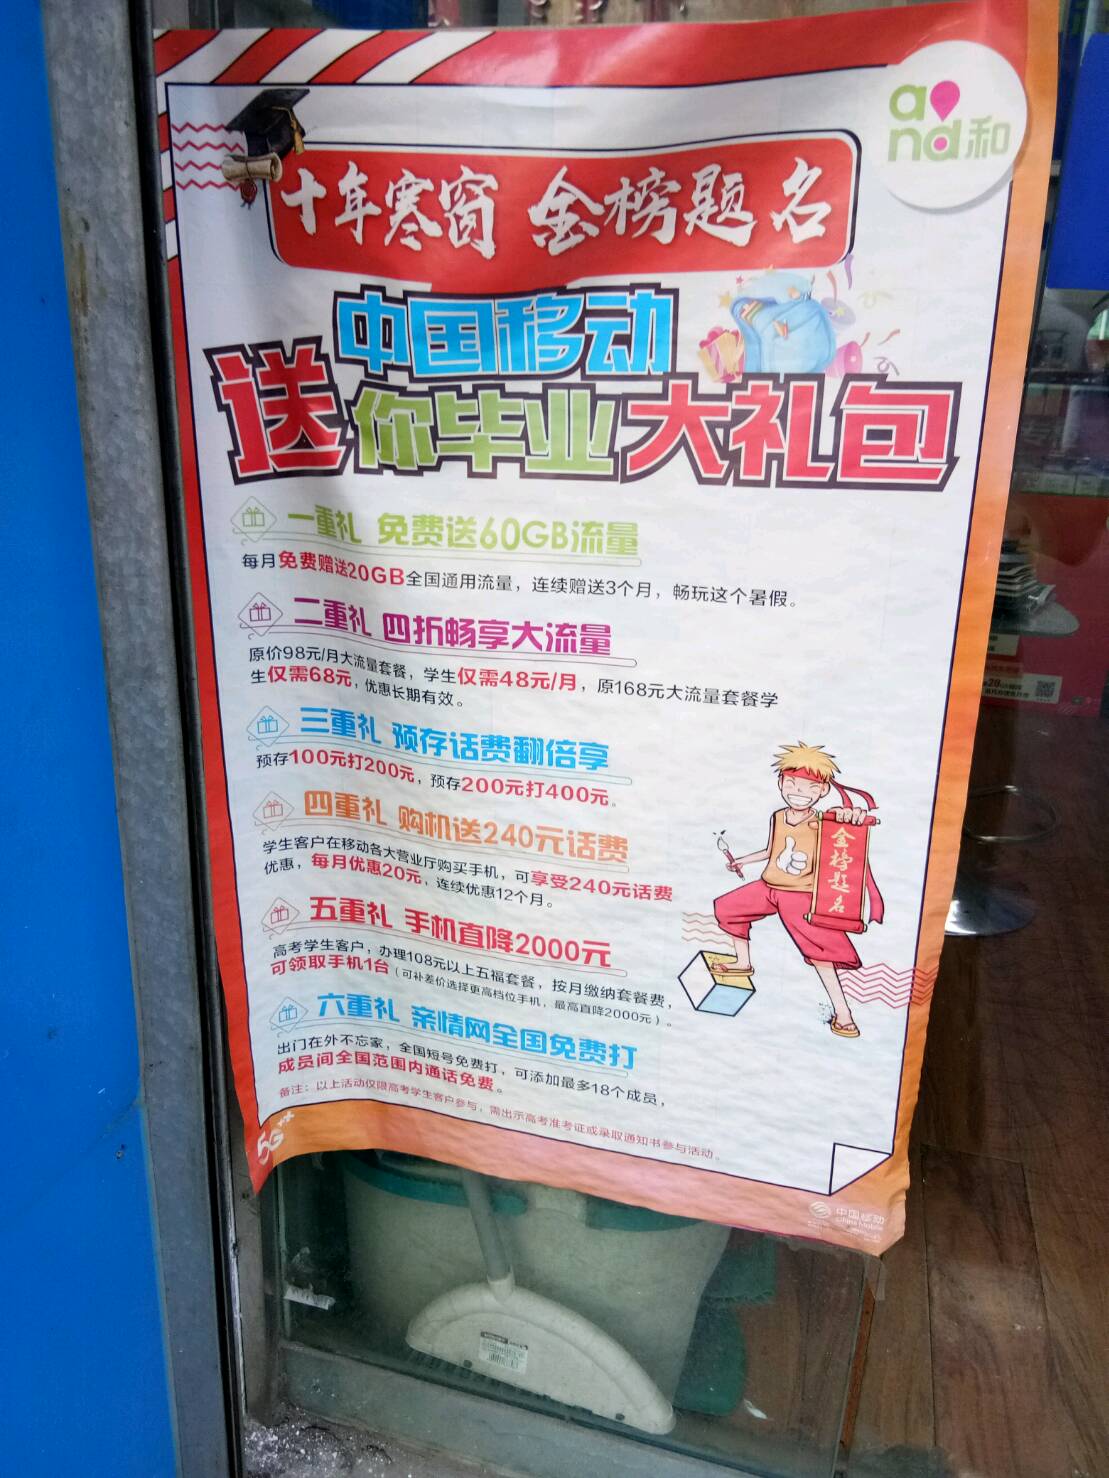 and和
十年寒窗 金榜题名
中国移动
送你毕业大礼包
一重礼 免费送60GB流量
每月免费赠送20GB全国通用流量，连续赠送3个月，畅玩这个暑假。
二重礼 四折畅享大流量
原价98元/月大流量套餐，学生仅需48元/月，原168元大流量套餐学
生仅需68元，优惠长期有效。
三重礼 预存话费翻倍享
预存100元打200元，预存200元打400元。
四重礼 购机送240元话费
学生客户在移动各大营业厅购买手机，可享受240元话费
优惠，每月优惠20元，连续优惠12个月。
金榜题名
五重礼 手机直降2000元
高考学生客户，办理108元以上五福套餐，按月缴纳套餐费，
可领取手机1台（可补差价选择更高档位手机，最高直降2000元）。
六重礼 亲情网全国免费打
出门在外不忘家，全国短号免费打，可添加最多18个成员，
成员间全国范围内通话免费。
备注：以上活动仅限高考学生客户参与，需出示高考准考证或录取通知书参与活动。
5G
中国移动
China Mobile